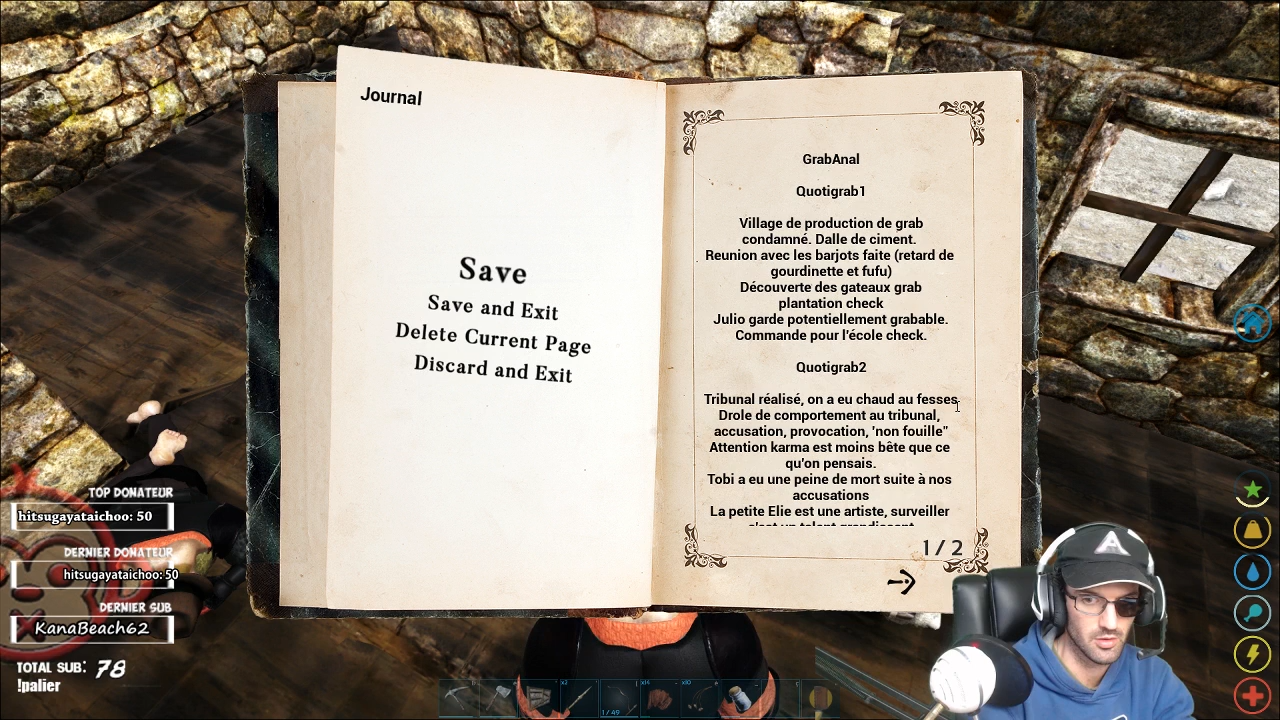 Journal
Save
Save and Exit
Delete Current Page
Discard and Exit
GrabAnal
Quotigrab1
Village de production de grab
condamné. Dalle de ciment.
Reunion avec les barjots faite (retard de
gourdinette et fufu)
Découverte des gateaux grab
plantation check
Julio garde potentiellement grabable.
Commande pour l'école check.
Quotigrab2
Tribunal réalisé, on a eu chaud au fesses
Drole de comportement au tribunal,
accusation, provocation, 'non fouille"
Attention karma est moins bête que ce
qu'on pensais.
Tobi a eu une peine de mort suite à nos
accusations
La petite Elie est une artiste, surveiller
1/2
TOP DONATEUR
hitsugayataichoo: 50
DERNIER DONATEUR
hitsugayataichoo: 50
DERNIER SUB
KanaBeach62
TOTAL SUB: 78
!palier
1/49